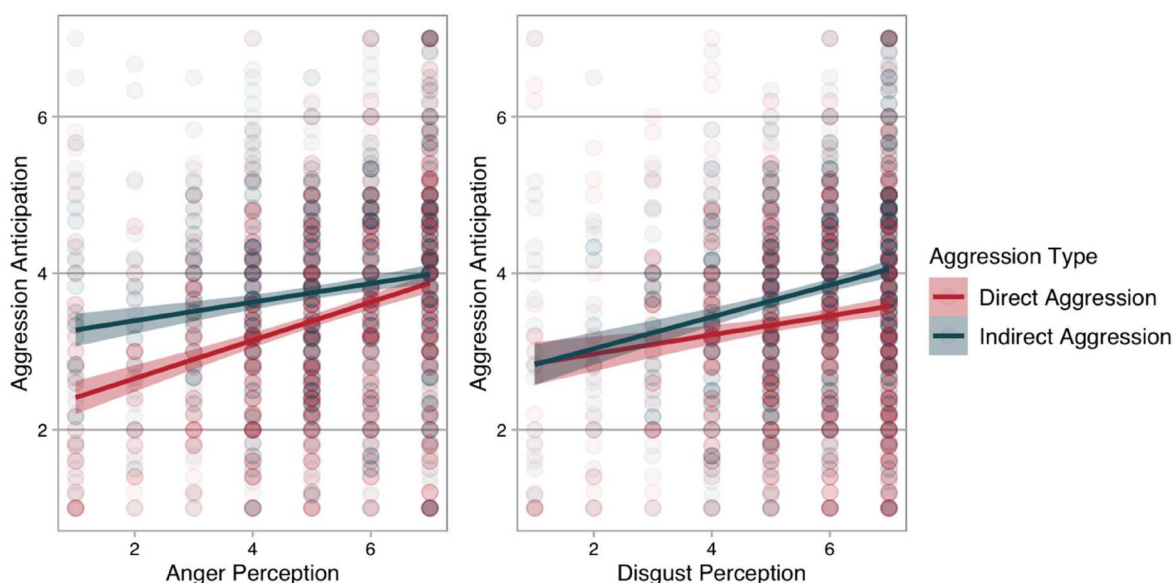 Aggression Anticipation
6
4
2
2
4
6
Anger Perception
Aggression Anticipation
6
4
2
2
4
6
Disgust Perception
Aggression Type
Direct Aggression
Indirect Aggression